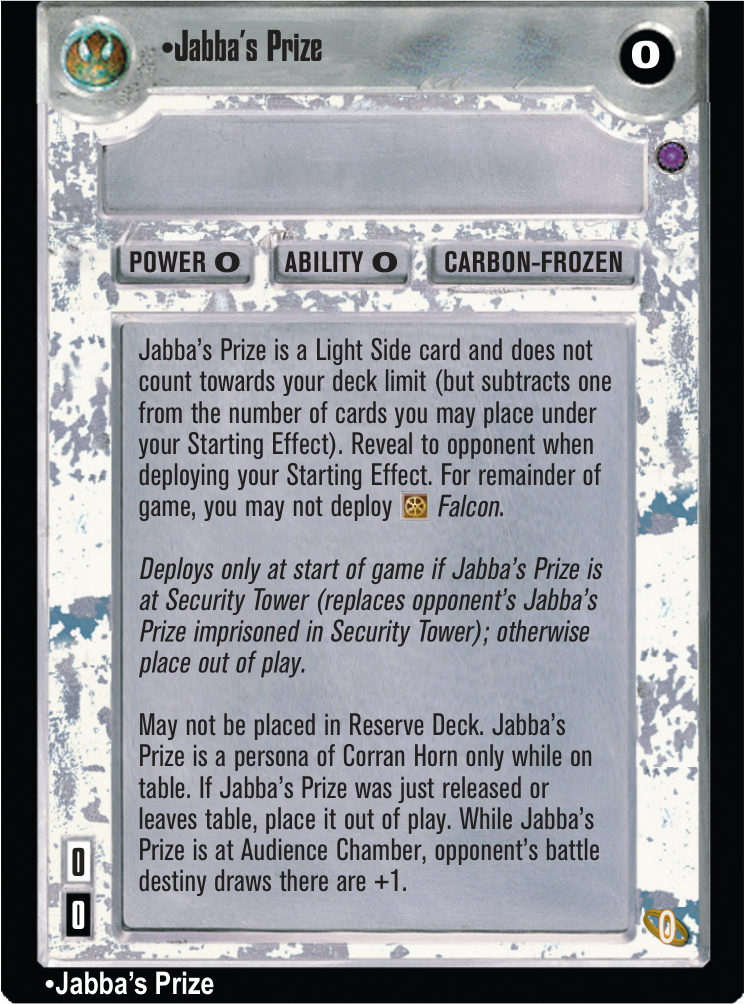 •Jabba's Prize
0
POWER 0 ABILITY 0 CARBON-FROZEN
Jabba's Prize is a Light Side card and does not
count towards your deck limit (but subtracts one
from the number of cards you may place under
your Starting Effect). Reveal to opponent when
deploying your Starting Effect. For remainder of
game, you may not deploy Falcon.
Deploys only at start of game if Jabba's Prize is
at Security Tower (replaces opponent's Jabba's
Prize imprisoned in Security Tower); otherwise
place out of play.
May not be placed in Reserve Deck. Jabba's
Prize is a persona of Corran Horn only while on
table. If Jabba's Prize was just released or
leaves table, place it out of play. While Jabba's
Prize is at Audience Chamber, opponent's battle
destiny draws there are +1.
0
0
0
•Jabba's Prize